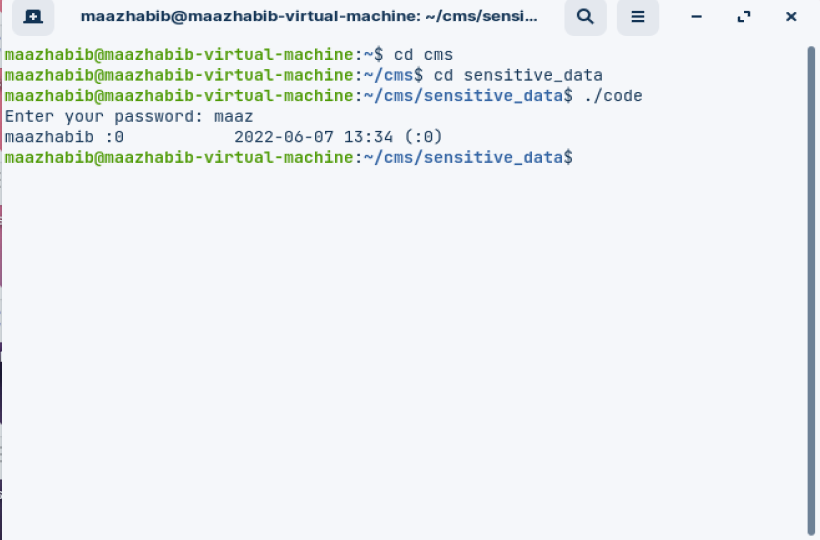 maazhabib@maazhabib-virtual-machine: ~/cms/sensi...
maazhabib@maazhabib-virtual-machine:~$ cd cms
maazhabib@maazhabib-virtual-machine:~/cms$ cd sensitive_data
maazhabib@maazhabib-virtual-machine:~/cms/sensitive_data$ ./code
Enter your password: maaz
maazhabib :0           2022-06-07 13:34 (:0)
maazhabib@maazhabib-virtual-machine:~/cms/sensitive_data$